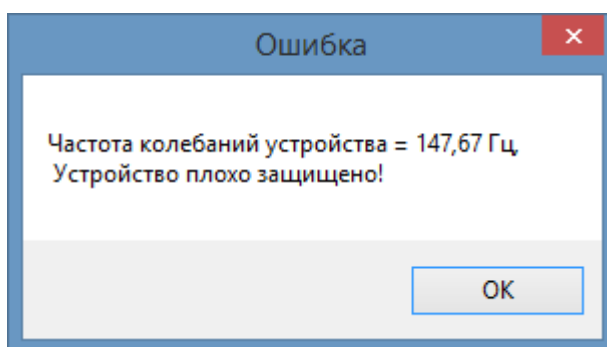 Ошибка
Частота колебаний устройства = 147,67 Гц,
Устройство плохо защищено!
OK